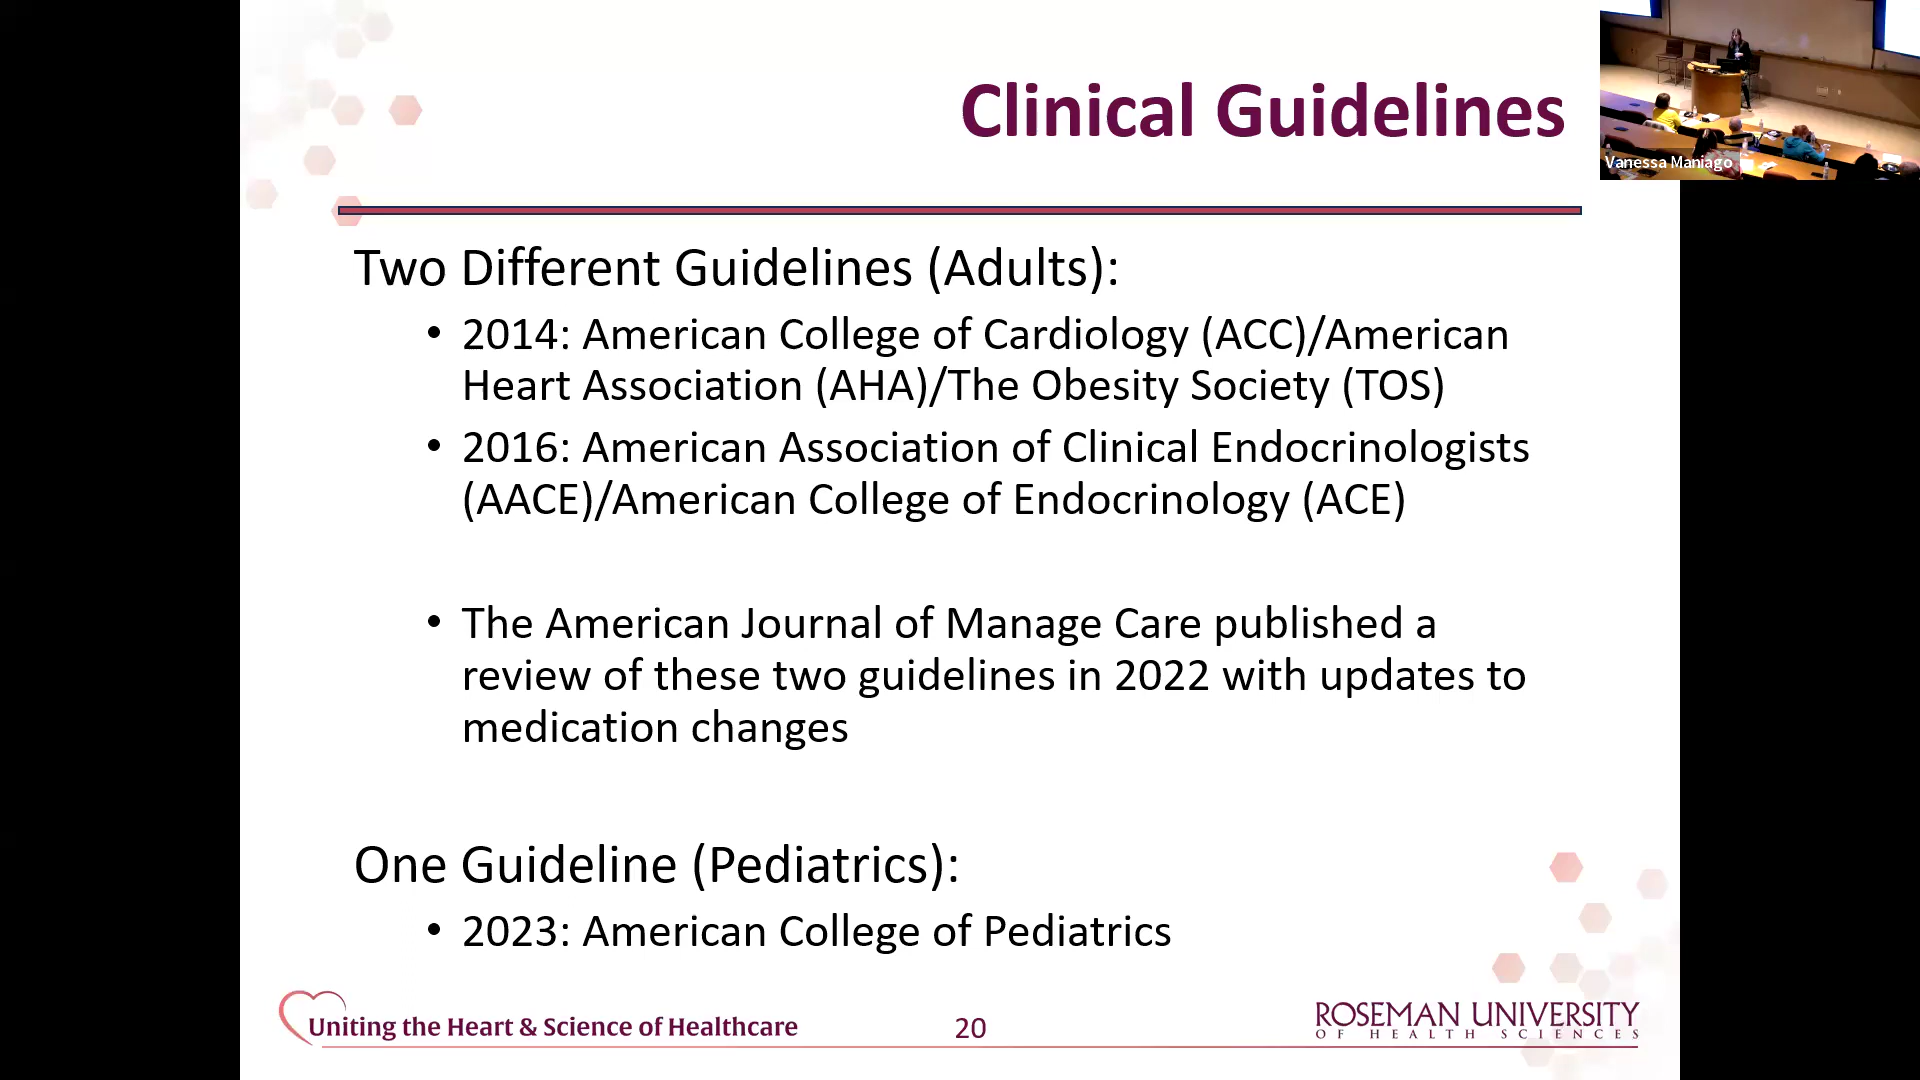 Clinical Guidelines
Vanessa Maniago
Two Different Guidelines (Adults):
• 2014: American College of Cardiology (ACC)/American
Heart Association (AHA)/The Obesity Society (TOS)
• 2016: American Association of Clinical Endocrinologists
(AACE)/American College of Endocrinology (ACE)
• The American Journal of Manage Care published a
review of these two guidelines in 2022 with updates to
medication changes
One Guideline (Pediatrics):
• 2023: American College of Pediatrics
Uniting the Heart & Science of Healthcare
20
ROSEMAN UNIVERSITY
OF HEALTH SCIENCES